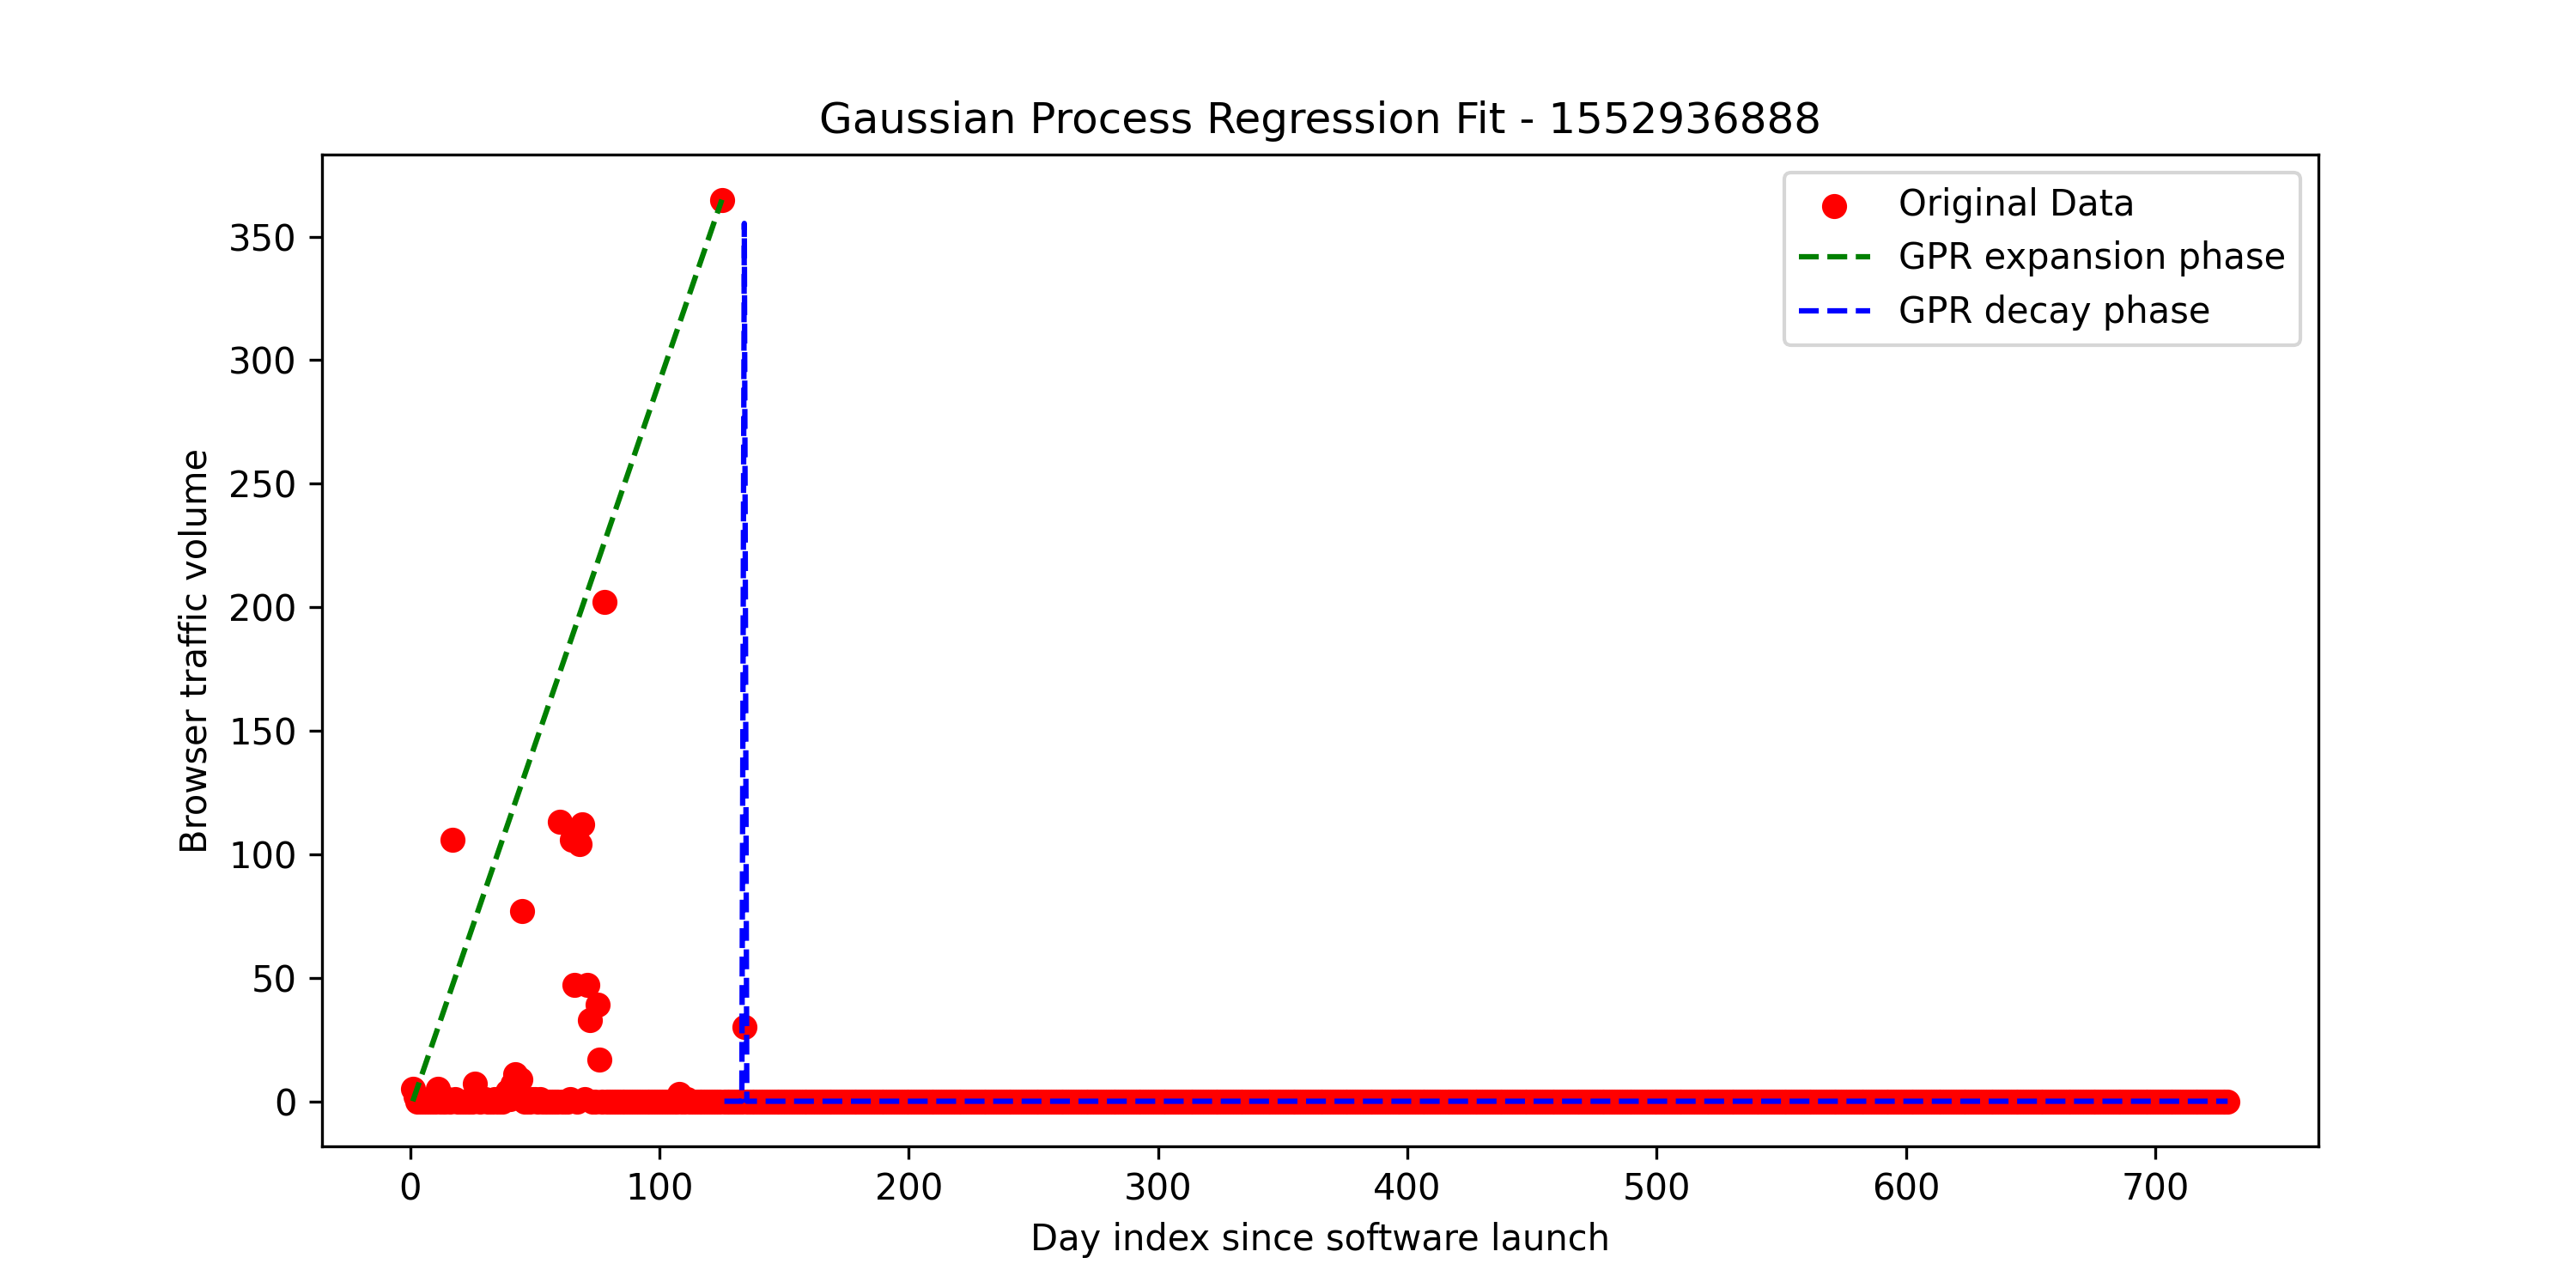 Gaussian Process Regression Fit - 1552936888
Original Data
GPR expansion phase
GPR decay phase
Browser traffic volume
350
300
250
200
150
100
50
0
0 100 200 300 400 500 600 700
Day index since software launch